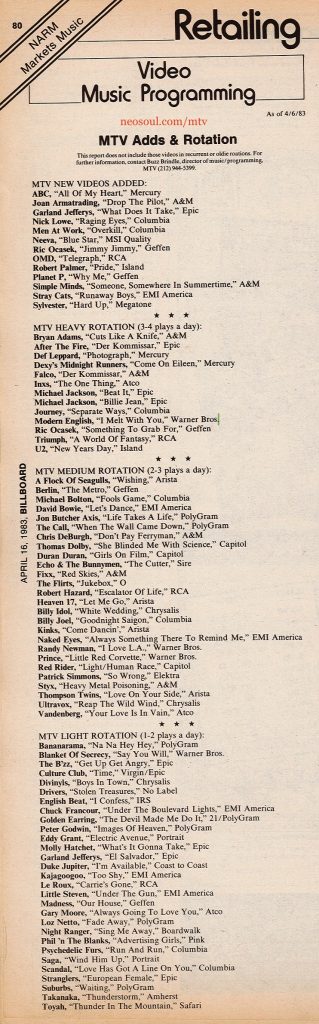 80
NARM
Markets Music
Retailing
Video
Music Programming
neosoul.com/mtv
As of 4/6/83
MTV Adds & Rotation
This report does not include those videos in recurrent or oldie roations. For
further information, contact Buzz Brindle, director of music/programming,
MTV (212) 944-5399.
MTV NEW VIDEOS ADDED:
ABC, "All Of My Heart," Mercury
Joan Armatrading, "Drop The Pilot," A&M
Garland Jefferys, "What Does It Take," Epic
Nick Lowe, "Raging Eyes," Columbia
Men At Work, "Overkill," Columbia
Neeva, "Blue Star," MSI Quality
Ric Ocasek, "Jimmy Jimmy," Geffen
OMD, "Telegraph," RCA
Robert Palmer, "Pride," Island
Planet P, "Why Me," Geffen
Simple Minds, "Someone, Somewhere In Summertime," A&M
Stray Cats, "Runaway Boys," EMI America
Sylvester, "Hard Up," Megatone
★ ★ ★
MTV HEAVY ROTATION (3-4 plays a day):
Bryan Adams, "Cuts Like A Knife," A&M
After The Fire, "Der Kommissar," Epic
Def Leppard, "Photograph," Mercury
Dexy's Midnight Runners, "Come On Eileen," Mercury
Falco, "Der Kommissar," A&M
Inxs, "The One Thing," Atco
Michael Jackson, "Beat It," Epic
Michael Jackson, "Billie Jean," Epic
Journey, "Separate Ways," Columbia
Modern English, "I Melt With You," Warner Bros.
Ric Ocasek, "Something To Grab For," Geffen
Triumph, "A World Of Fantasy," RCA
U2, "New Years Day," Island
★ ★ ★
MTV MEDIUM ROTATION (2-3 plays a day):
A Flock Of Seagulls, "Wishing," Arista
Berlin, "The Metro," Geffen
Michael Bolton, "Fools Game," Columbia
David Bowie, "Let's Dance," EMI America
Jon Butcher Axis, "Life Takes A Life," PolyGram
The Call, "When The Wall Came Down," PolyGram
Chris DeBurgh, "Don't Pay Ferryman," A&M
Thomas Dolby, "She Blinded Me With Science," Capitol
Duran Duran, "Girls On Film," Capitol
Echo & The Bunnymen, "The Cutter," Sire
Fixx, "Red Skies," A&M
The Flirts, "Jukebox," O
Robert Hazard, "Escalator Of Life," RCA
Heaven 17, "Let Me Go," Arista
Billy Idol, "White Wedding," Chrysalis
Billy Joel, "Goodnight Saigon," Columbia
Kinks, "Come Dancin'," Arista
Naked Eyes, "Always Something There To Remind Me," EMI America
Randy Newman, "I Love L.A.," Warner Bros.
Prince, "Little Red Corvette," Warner Bros.
Red Rider, "Light/Human Race," Capitol
Patrick Simmons, "So Wrong," Elektra
Styx, "Heavy Metal Poisoning," A&M
Thompson Twins, "Love On Your Side," Arista
Ultravox, "Reap The Wild Wind," Chrysalis
Vandenberg, "Your Love Is In Vain," Atco
★ ★ ★
MTV LIGHT ROTATION (1-2 plays a day):
Bananarama, "Na Na Hey Hey," PolyGram
Blanket Of Secrecy, "Say You Will," Warner Bros.
The B'zz, "Get Up Get Angry," Epic
Culture Club, "Time," Virgin/Epic
Divinyls, "Boys In Town," Chrysalis
Drivers, "Stolen Treasures," No Label
English Beat, "I Confess," IRS
Chuck Francour, "Under The Boulevard Lights," EMI America
Golden Earring, "The Devil Made Me Do It," 21/PolyGram
Peter Godwin, "Images Of Heaven," PolyGram
Eddy Grant, "Electric Avenue," Portrait
Molly Hatchet, "What's It Gonna Take," Epic
Garland Jefferys, "El Salvador," Epic
Duke Jupiter, "I'm Available," Coast to Coast
Kajagoogoo, "Too Shy," EMI America
Le Roux, "Carrie's Gone," RCA
Little Steven, "Under The Gun," EMI America
Madness, "Our House," Geffen
Gary Moore, "Always Going To Love You," Atco
Loz Netto, "Fade Away," PolyGram
Night Ranger, "Sing Me Away," Boardwalk
Phil 'n The Blanks, "Advertising Girls," Pink
Psychedelic Furs, "Run And Run," Columbia
Saga, "Wind Him Up," Portrait
Scandal, "Love Has Got A Line On You," Columbia
Stranglers, "European Female," Epic
Suburbs, "Waiting," PolyGram
Takanaka, "Thunderstorm," Amherst
Toyah, "Thunder In The Mountain," Safari
APRIL 16, 1983, BILLBOARD